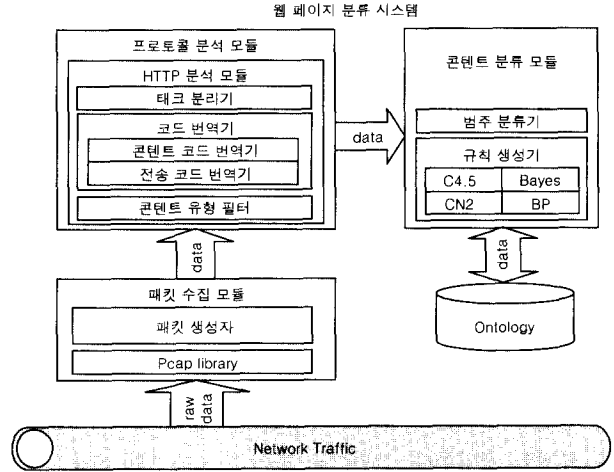 웹 페이지 분류 시스템
프로토콜 분석 모듈
HTTP 분석 모듈
태크 분리기
코드 번역기
콘텐트 코드 번역기
전송 코드 번역기
콘텐트 유형 필터
data
콘텐트 분류 모듈
범주 분류기
규칙 생성기
C4.5
Bayes
CN2
BP
data
data
Ontology
패킷 수집 모듈
패킷 생성자
Pcap library
raw
data
Network Traffic